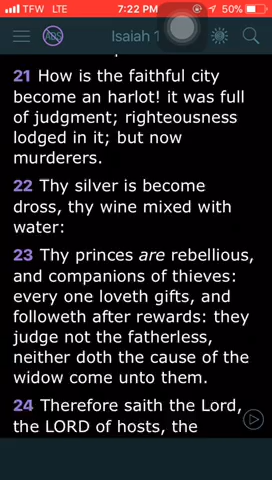 TFW LTE 7:22 PM 50%
ADS Isaiah 1
21 How is the faithful city
become an harlot! it was full
of judgment; righteousness
lodged in it; but now
murderers.
22 Thy silver is become
dross, thy wine mixed with
water:
23 Thy princes are rebellious,
and companions of thieves:
every one loveth gifts, and
followeth after rewards: they
judge not the fatherless,
neither doth the cause of the
widow come unto them.
24 Therefore saith the Lord,
the LORD of hosts, the